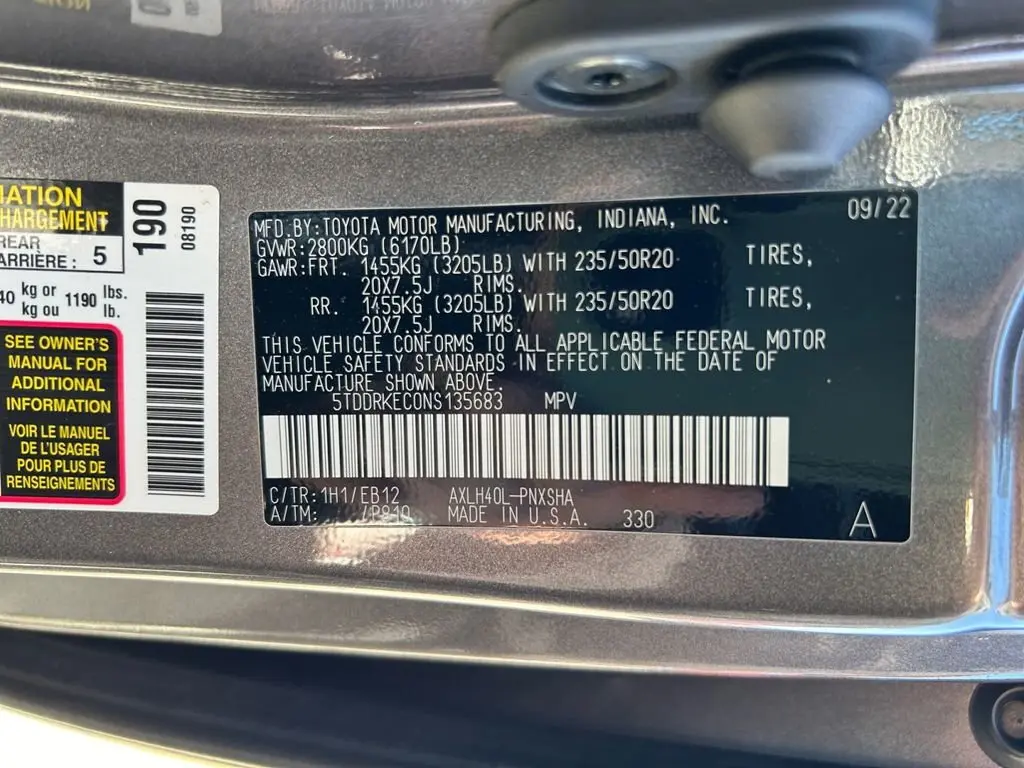 MATION
CHARGEMENT
REAR
ARRIÈRE : 5
40 kg or 1190 lbs.
kg ou lb.
SEE OWNER'S
MANUAL FOR
ADDITIONAL
INFORMATION
VOIR LE MANUEL
DE L'USAGER
POUR PLUS DE
RENSEIGNEMENTS
190
08190
09/22
MFD.BY:TOYOTA MOTOR MANUFACTURING, INDIANA, INC.
GVWR:2800KG (6170LB)
GAWR:FRT. 1455KG (3205LB) WITH 235/50R20 TIRES,
20X7.5J RIMS.
RR. 1455KG (3205LB) WITH 235/50R20 TIRES,
20X7.5J RIMS.
THIS VEHICLE CONFORMS TO ALL APPLICABLE FEDERAL MOTOR
VEHICLE SAFETY STANDARDS IN EFFECT ON THE DATE OF
MANUFACTURE SHOWN ABOVE.
5TDDRKEC0NS135683 MPV
C/TR:1H1/EB12 AXLH40L-PNXSHA
A/TM: MADE IN U.S.A. 330
A